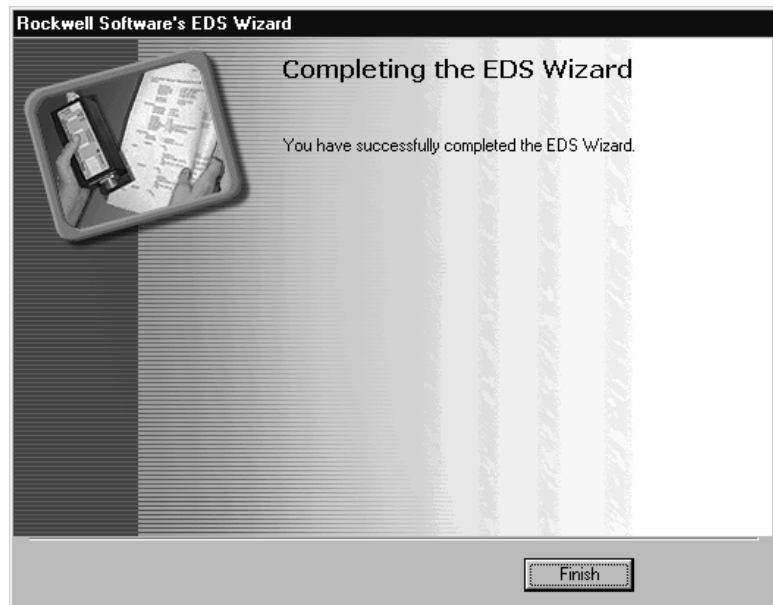 Rockwell Software's EDS Wizard
Completing the EDS Wizard
You have successfully completed the EDS Wizard.
Finish